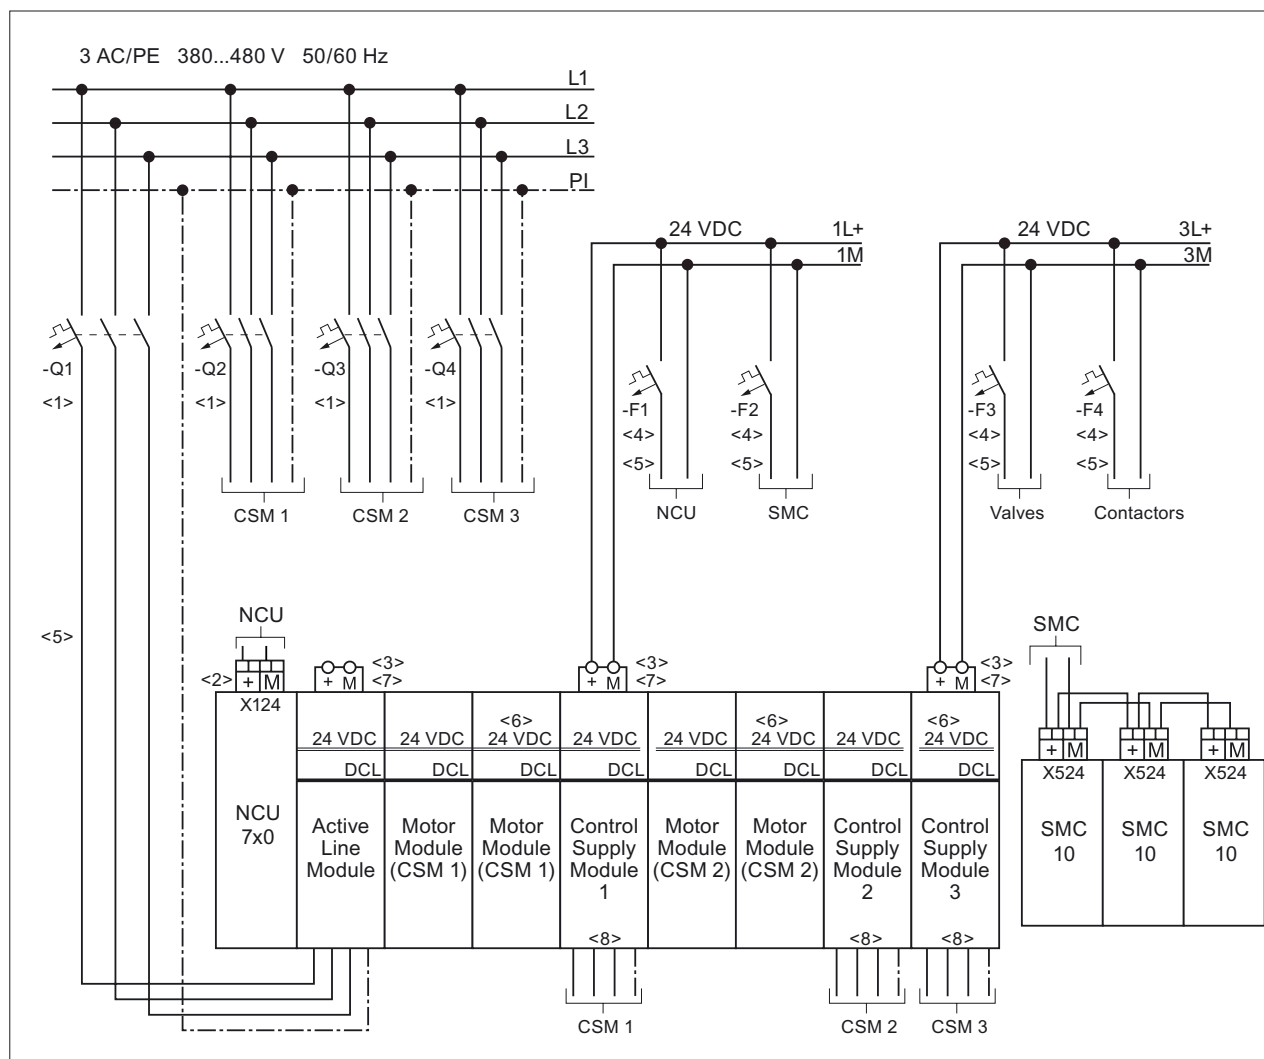 3 AC/PE 380...480 V 50/60 Hz
L1
L2
L3
PI
24 VDC 1L+
1M
24 VDC 3L+
3M
-Q1
<1>
-Q2
<1>
-Q3
<1>
-Q4
<1>
-F1
<4>
<5>
-F2
<4>
<5>
-F3
<4>
<5>
-F4
<4>
<5>
CSM 1
CSM 2
CSM 3
NCU
SMC
Valves
Contactors
<5>
NCU
<2>
+ M
X124
<3>
<7>
+ M
<3>
<7>
+ M
<3>
<7>
+ M
SMC
+ M
X524
+ M
X524
+ M
X524
24 VDC
DCL
24 VDC
DCL
<6>
24 VDC
DCL
24 VDC
DCL
24 VDC
DCL
<6>
24 VDC
DCL
24 VDC
DCL
<6>
24 VDC
DCL
NCU
7x0
Active
Line
Module
Motor
Module
(CSM 1)
Motor
Module
(CSM 1)
Control
Supply
Module
1
Motor
Module
(CSM 2)
Motor
Module
(CSM 2)
Control
Supply
Module
2
Control
Supply
Module
3
SMC
10
SMC
10
SMC
10
<8>
<8>
<8>
CSM 1
CSM 2
CSM 3